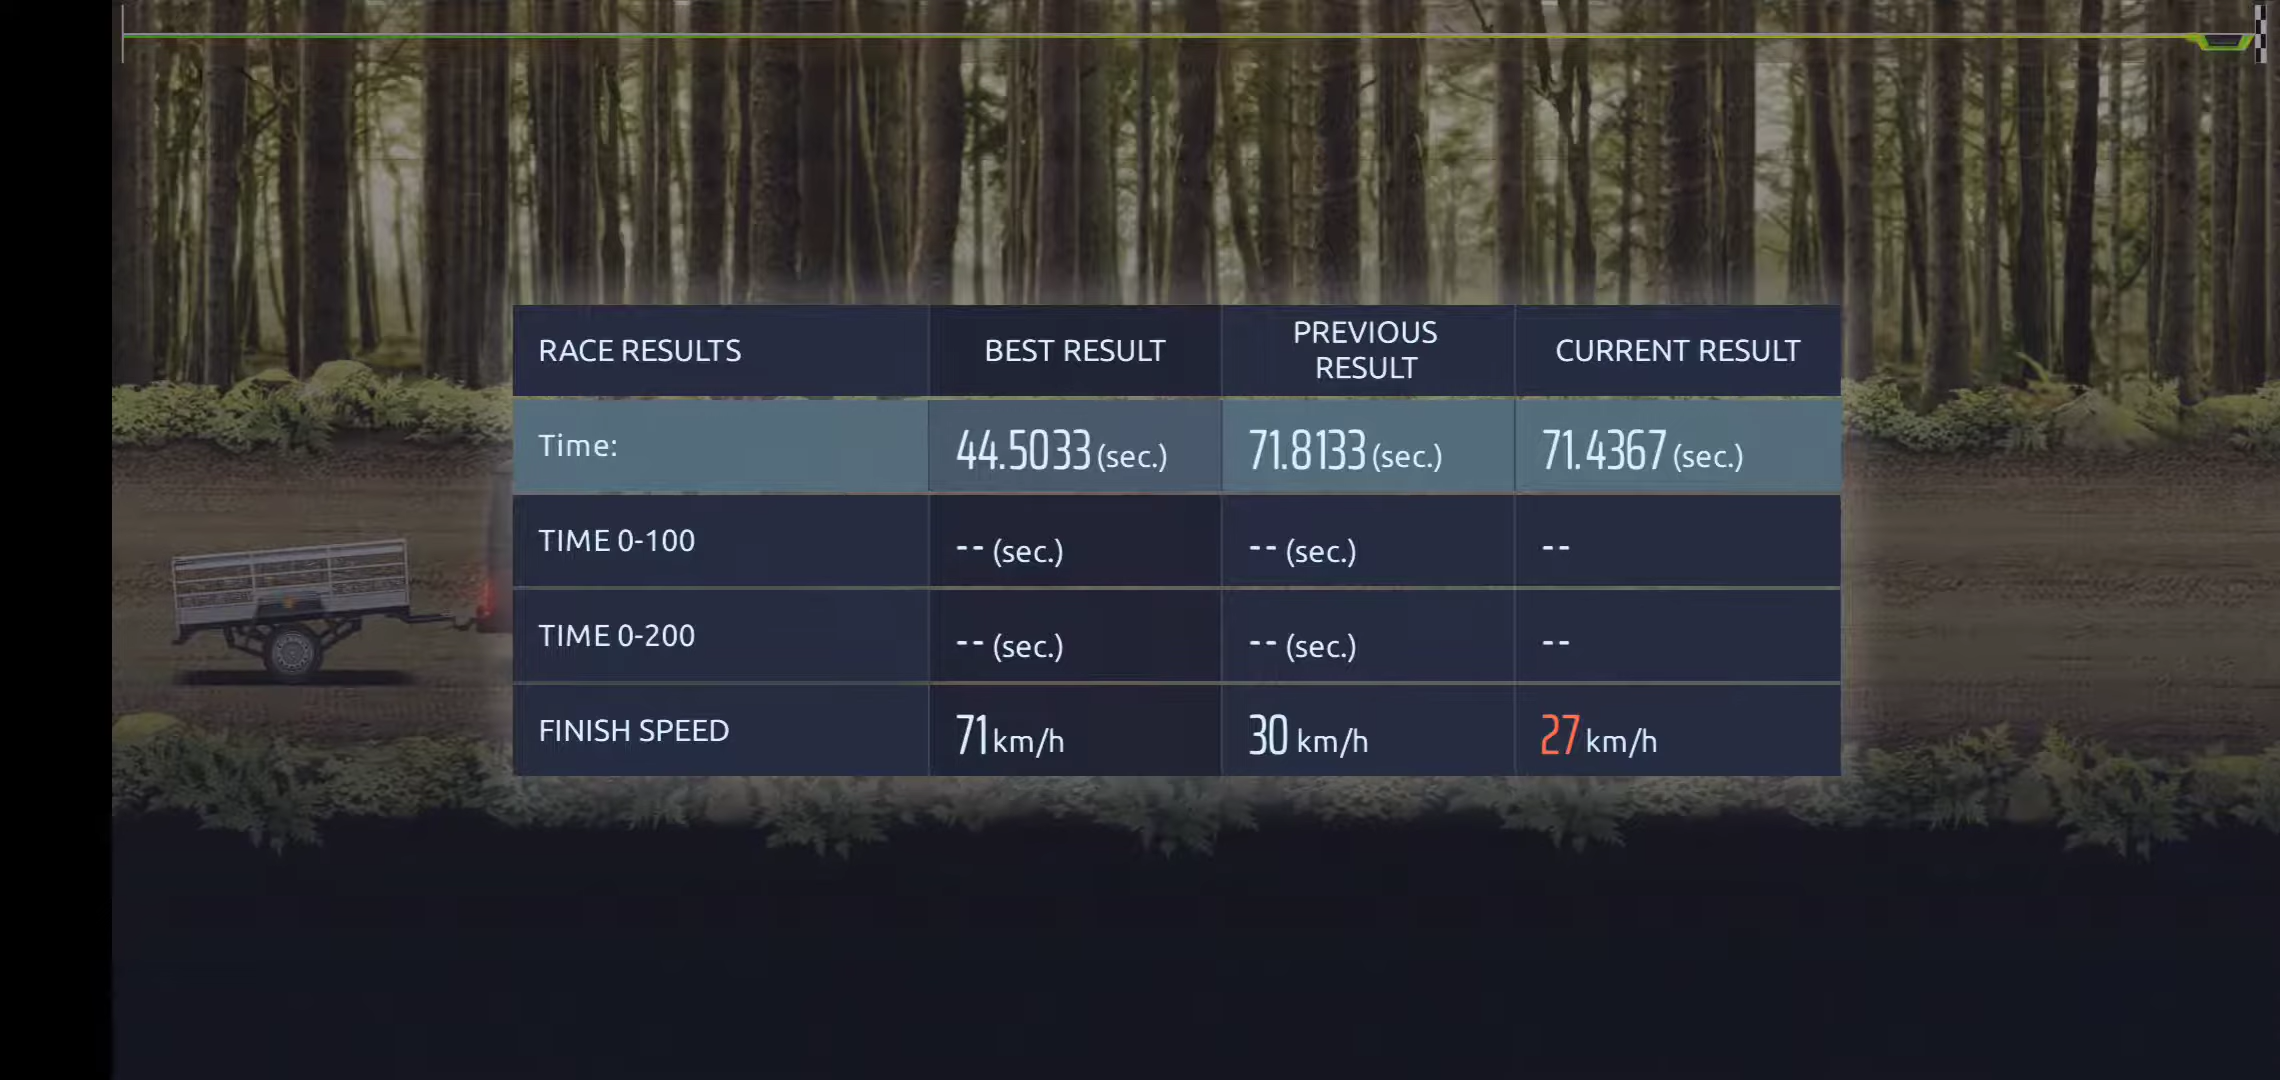 RACE RESULTS BEST RESULT PREVIOUS RESULT CURRENT RESULT
Time: 44.5033 (sec.) 71.8133 (sec.) 71.4367 (sec.)
TIME 0-100 -- (sec.) -- (sec.) --
TIME 0-200 -- (sec.) -- (sec.) --
FINISH SPEED 71 km/h 30 km/h 27 km/h